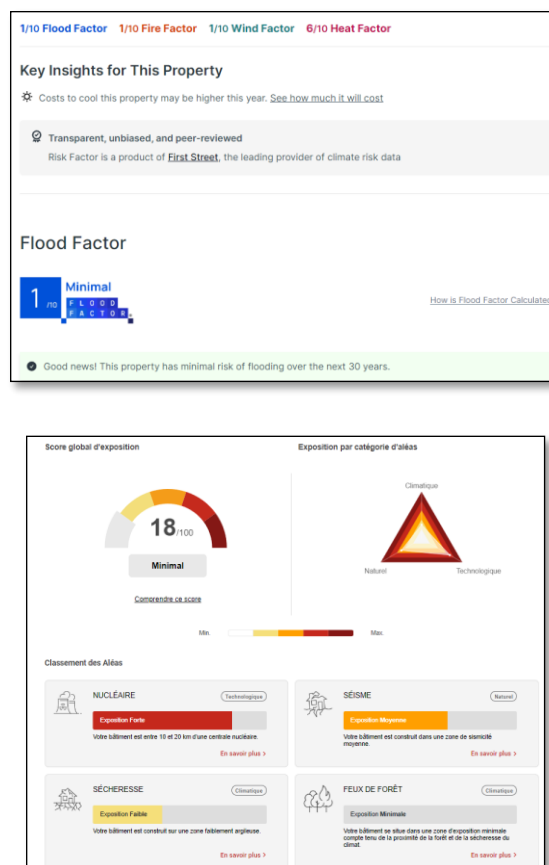 1/10 Flood Factor 1/10 Fire Factor 1/10 Wind Factor 6/10 Heat Factor
Key Insights for This Property
Costs to cool this property may be higher this year. See how much it will cost
Transparent, unbiased, and peer-reviewed
Risk Factor is a product of First Street, the leading provider of climate risk data
Flood Factor
1 /10
Minimal
FLOOD
FACTOR
How is Flood Factor Calculated
Good news! This property has minimal risk of flooding over the next 30 years.
Score global d'exposition
Exposition par catégorie d'aléas
18/100
Minimal
Comprendre ce score
Climatique
Naturel
Technologique
Min.
Max.
Classement des Aléas
NUCLÉAIRE
Technologique
Exposition Forte
Votre bâtiment est entre 10 et 20 km d'une centrale nucléaire.
En savoir plus >
SÉISME
Naturel
Exposition Moyenne
Votre bâtiment est construit dans une zone de sismicité
moyenne.
En savoir plus >
SÉCHERESSE
Climatique
Exposition Faible
Votre bâtiment est construit sur une zone faiblement argileuse.
En savoir plus >
FEUX DE FORÊT
Climatique
Exposition Minimale
Votre bâtiment se situe dans une zone d'exposition minimale
compte tenu de la proximité de la forêt et de la sécheresse du
climat.
En savoir plus >